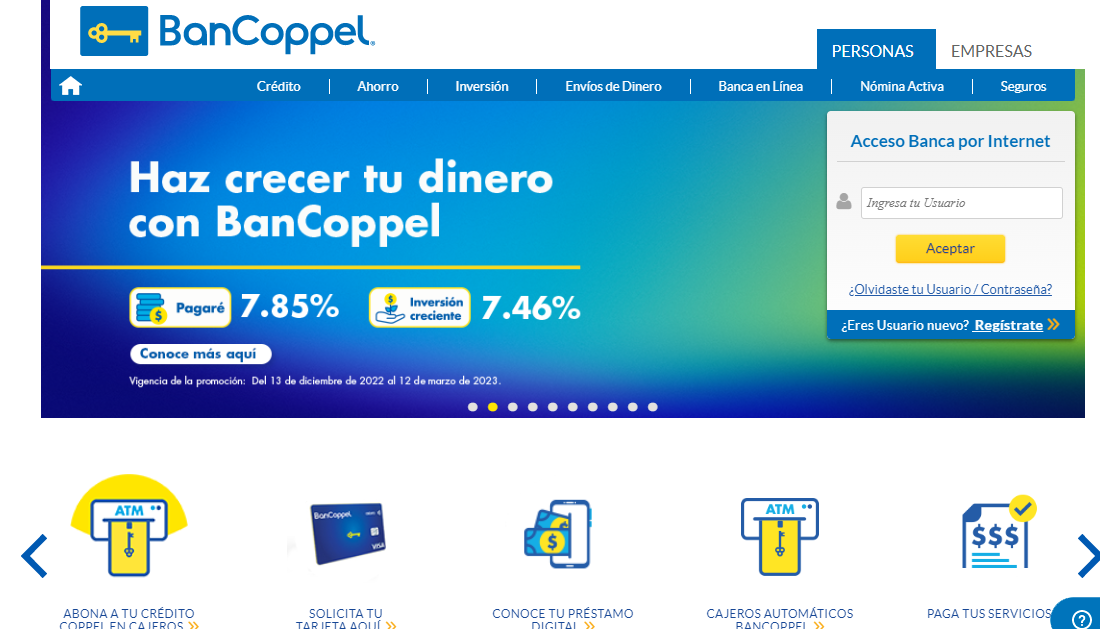 BanCoppel
PERSONAS
EMPRESAS
Crédito
Ahorro
Inversión
Envíos de Dinero
Banca en Línea
Nómina Activa
Seguros
Haz crecer tu dinero
con BanCoppel
Pagaré 7.85%
Inversión
creciente 7.46%
Conoce más aquí
Vigencia de la promoción: Del 13 de diciembre de 2022 al 12 de marzo de 2023.
Acceso Banca por Internet
Ingresa tu Usuario
Aceptar
¿Olvidaste tu Usuario / Contraseña?
¿Eres Usuario nuevo? Regístrate »
ATM
BanCoppel
VISA
$
ATM
$$$
ABONA A TU CRÉDITO
COPPEL EN CAJEROS »
SOLICITA TU
TARJETA AQUÍ »
CONOCE TU PRÉSTAMO
DIGITAL »
CAJEROS AUTOMÁTICOS
BANCOPPEL »
PAGA TUS SERVICIOS
?